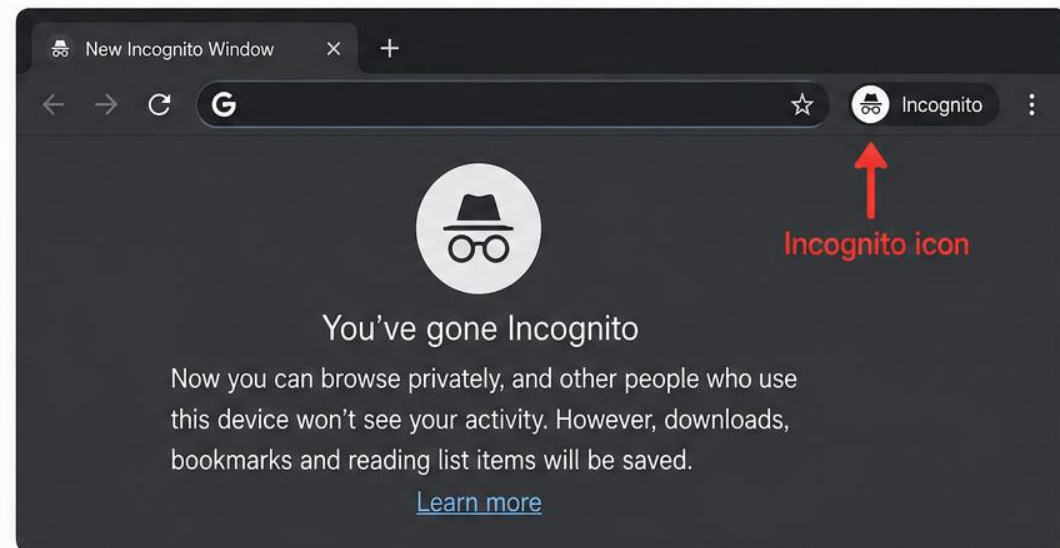 New Incognito Window
G
Incognito
Incognito icon
You've gone Incognito
Now you can browse privately, and other people who use
this device won't see your activity. However, downloads,
bookmarks and reading list items will be saved.
Learn more